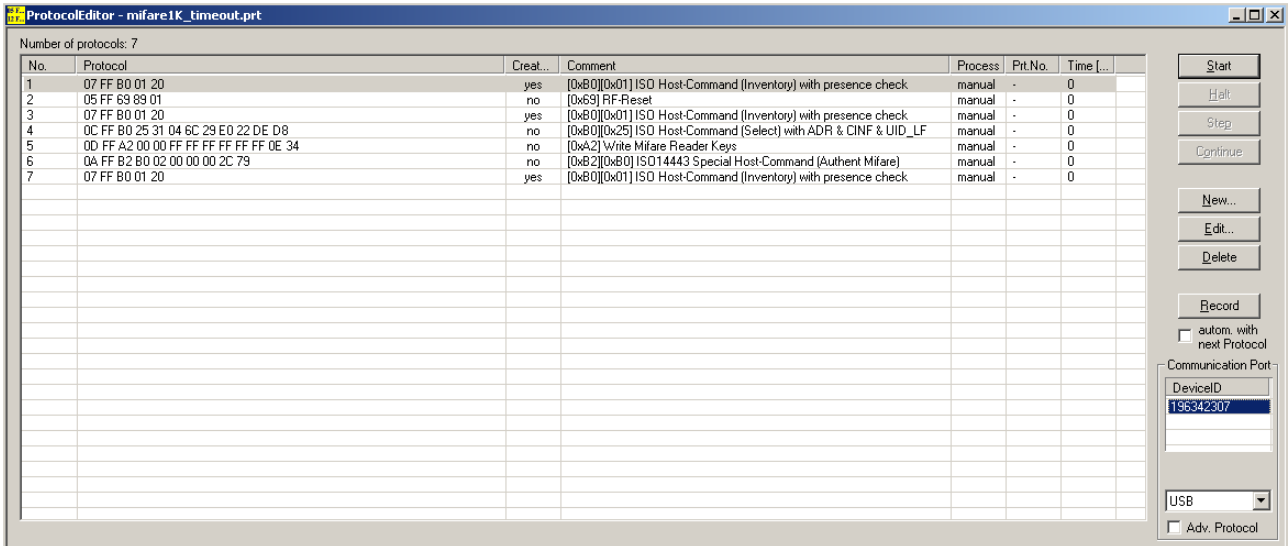 ProtocolEditor - mifare1K_timeout.prt
Number of protocols: 7
No. Protocol Creat... Comment Process Prt.No. Time [...
1 07 FF B0 01 20 yes [0xB0][0x01] ISO Host-Command (Inventory) with presence check manual - 0
2 05 FF 69 89 01 no [0x69] RF-Reset manual - 0
3 07 FF B0 01 20 yes [0xB0][0x01] ISO Host-Command (Inventory) with presence check manual - 0
4 0C FF B0 25 31 04 6C 29 E0 22 DE D8 no [0xB0][0x25] ISO Host-Command (Select) with ADR & CINF & UID_LF manual - 0
5 0D FF A2 00 00 FF FF FF FF FF FF 0E 34 no [0xA2] Write Mifare Reader Keys manual - 0
6 0A FF B2 B0 02 00 00 00 2C 79 no [0xB2][0xB0] ISO14443 Special Host-Command (Authent Mifare) manual - 0
7 07 FF B0 01 20 yes [0xB0][0x01] ISO Host-Command (Inventory) with presence check manual - 0
Start
Halt
Step
Continue
New...
Edit...
Delete
Record
autom. with
next Protocol
Communication Port
DeviceID
196342307
USB
Adv. Protocol